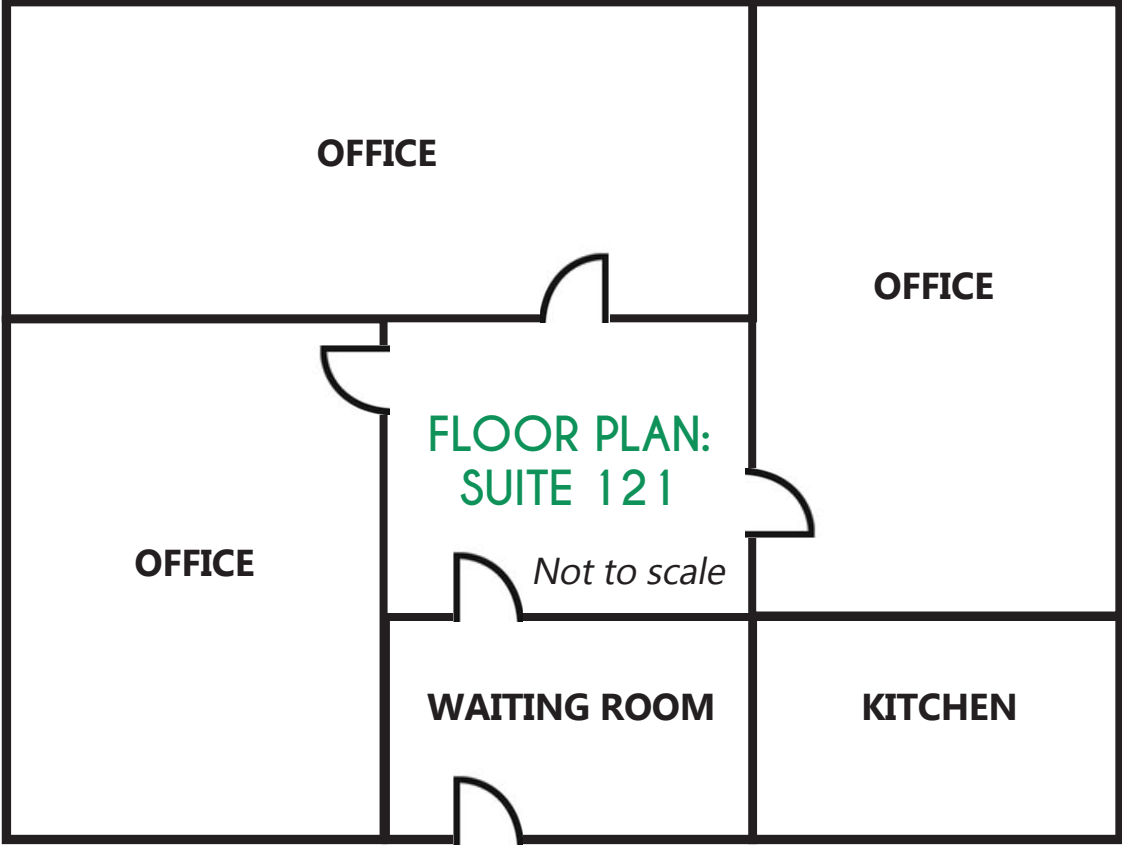 OFFICE
OFFICE
FLOOR PLAN:
SUITE 121
Not to scale
OFFICE
WAITING ROOM
KITCHEN